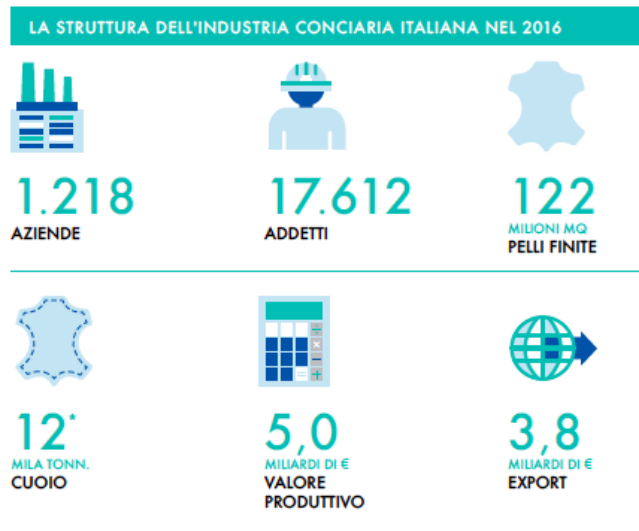 LA STRUTTURA DELL'INDUSTRIA CONCIARIA ITALIANA NEL 2016
1.218
AZIENDE
17.612
ADDETTI
122
MILIONI MQ
PELLI FINITE
12*
MILA TONN.
CUOIO
5,0
MILIARDI DI €
VALORE
PRODUTTIVO
3,8
MILIARDI DI €
EXPORT